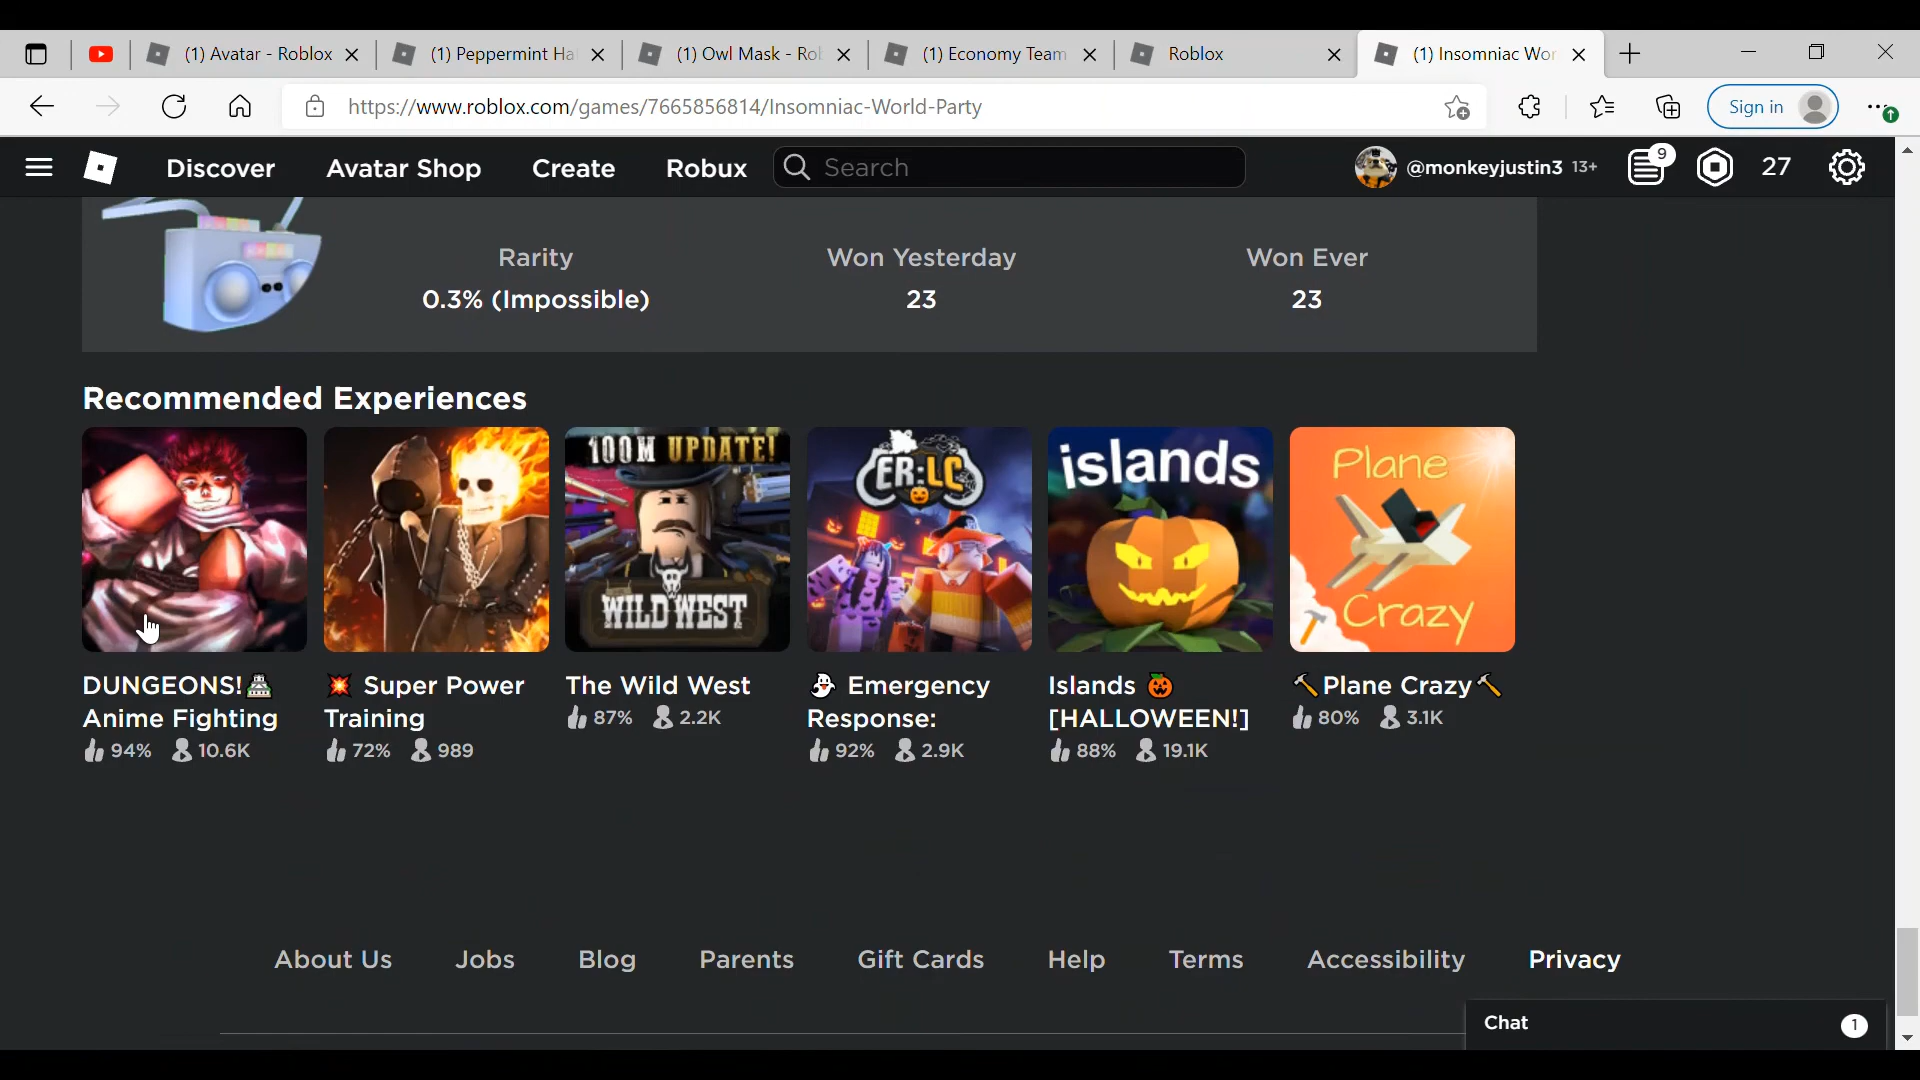 (1) Avatar - Roblox
(1) Peppermint Ha
(1) Owl Mask - Rob
(1) Economy Team
Roblox
(1) Insomniac Wor
https://www.roblox.com/games/7665856814/Insomniac-World-Party
Sign in
Discover
Avatar Shop
Create
Robux
Search
@monkeyjustin3 13+
9
27
Rarity
Won Yesterday
Won Ever
0.3% (Impossible)
23
23
Recommended Experiences
100M UPDATE!
WILD WEST
ER:LC
islands
Plane
Crazy
DUNGEONS!
Anime Fighting
94% 10.6K
Super Power
Training
72% 989
The Wild West
87% 2.2K
Emergency
Response:
92% 2.9K
Islands
[HALLOWEEN!]
88% 19.1K
Plane Crazy
80% 3.1K
About Us
Jobs
Blog
Parents
Gift Cards
Help
Terms
Accessibility
Privacy
Chat
1